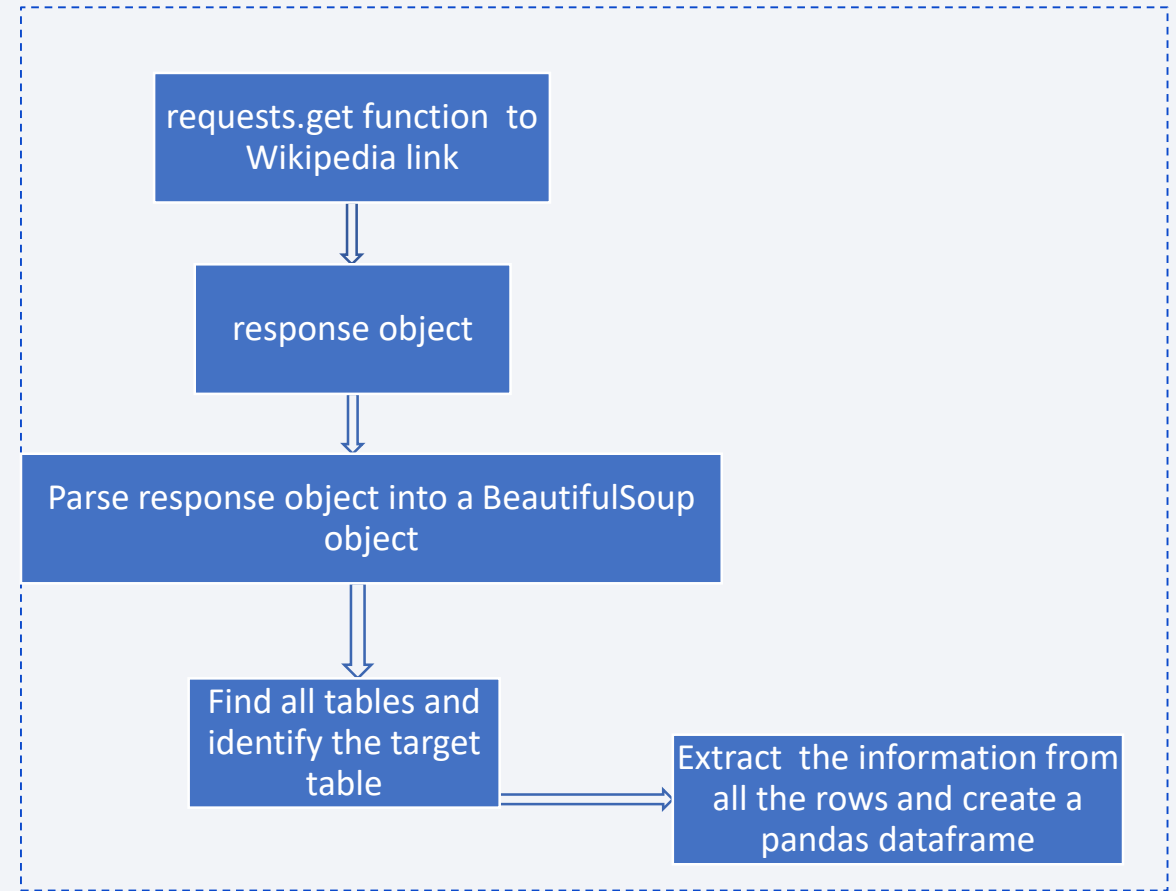 requests.get function  to
Wikipedia link
response object
Parse response object into a BeautifulSoup
object
Find all tables and
identify the target
table
Extract  the information from
all the rows and create a
pandas dataframe